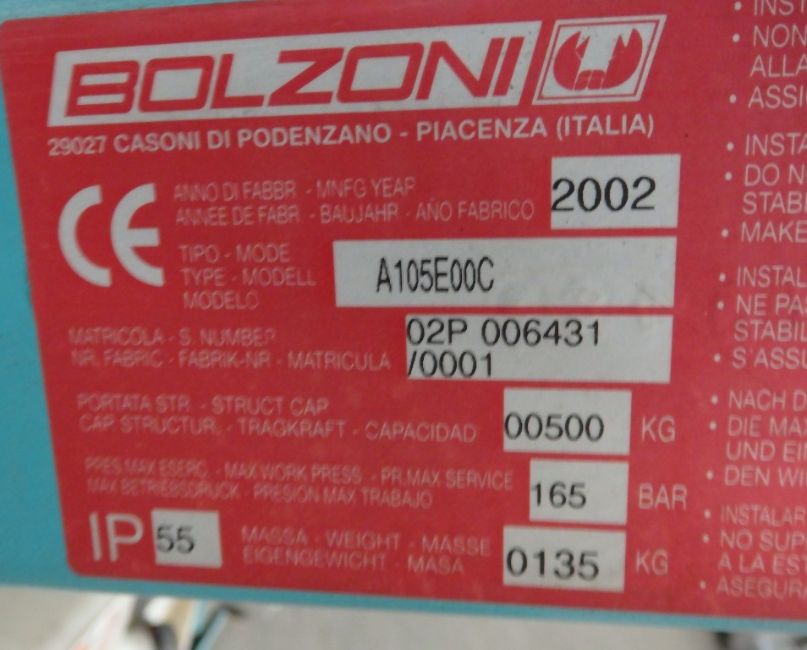 BOLZONI
29027 CASONI DI PODENZANO - PIACENZA (ITALIA)
CE
ANNO DI FABBR - MNFG YEAR
ANNEE DE FABR - BAUJAHR - AÑO FABRICO
2002
TIPO - MODE
TYPE - MODELL
MODELO
A105E00C
MATRICOLA - S. NUMBER
NR. FABRIC - FABRIK-NR - MATRICULA
02P 006431
/0001
PORTATA STR. - STRUCT CAP
CAP STRUCTUR. - TRAGKRAFT - CAPACIDAD
00500 KG
PRES.MAX ESERC. - MAX WORK PRESS - PR.MAX SERVICE
MAX BETRIEBSDRUCK - PRESION MAX TRABAJO
165 BAR
IP 55
MASSA - WEIGHT - MASSE
EIGENGEWICHT - MASA
0135 KG
• INST
• NON
ALLA
• ASSI
• INSTA
• DO N
STAB
• MAKE
• INSTAL
• NE PA
STABIL
• S'ASSU
• NACH D
• DIE MA
UND EI
• DEN WI
• INSTALAR
• NO SUP
A LA EST
• ASEGUR